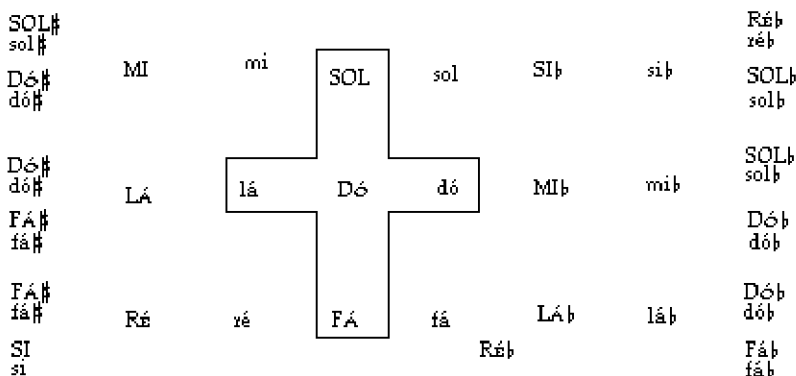 SOL# Réb
sol# réb
MI mi SOL sol SI♭ si♭
Dó# SOL♭
dó# sol♭
Dó# SOL♭
dó# sol♭
LÁ lá Dó dó MI♭ mi♭
FÁ# Dó♭
fá# dó♭
FÁ# Dó♭
fá# dó♭
RÉ ré FÁ fá LÁ♭ lá♭
SI RÉ♭ Fá♭
si fá♭